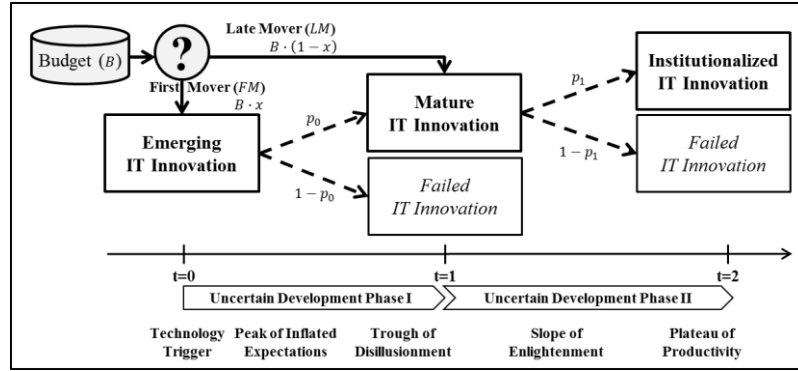 Budget (B)
?
Late Mover (LM)
B · (1 − x)
First Mover (FM)
B · x
Emerging
IT Innovation
p₀
1 − p₀
Mature
IT Innovation
Failed
IT Innovation
p₁
1 − p₁
Institutionalized
IT Innovation
Failed
IT Innovation
t=0
t=1
t=2
Uncertain Development Phase I
Uncertain Development Phase II
Technology
Trigger
Peak of Inflated
Expectations
Trough of
Disillusionment
Slope of
Enlightenment
Plateau of
Productivity